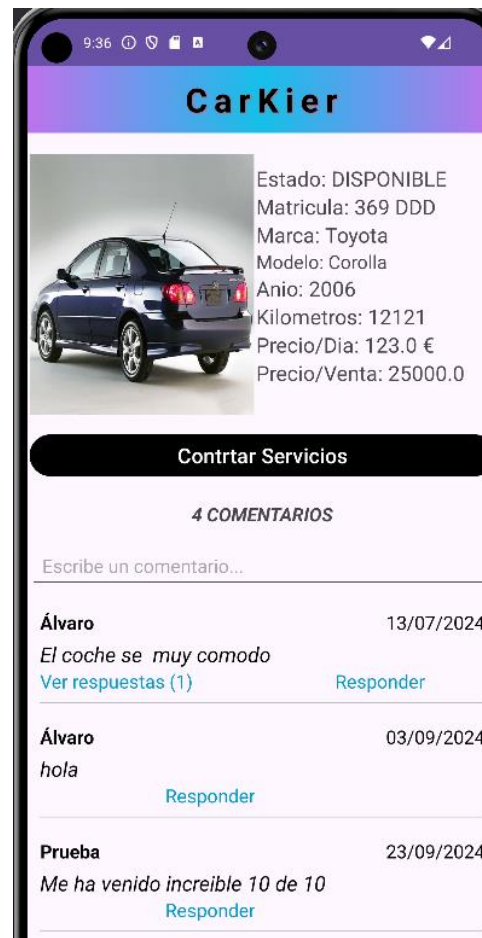 9:36
CarKier
Estado: DISPONIBLE
Matricula: 369 DDD
Marca: Toyota
Modelo: Corolla
Anio: 2006
Kilometros: 12121
Precio/Dia: 123.0 €
Precio/Venta: 25000.0
Contrtar Servicios
4 COMENTARIOS
Escribe un comentario...
Álvaro 13/07/2024
El coche se muy comodo
Ver respuestas (1) Responder
Álvaro 03/09/2024
hola
Responder
Prueba 23/09/2024
Me ha venido increible 10 de 10
Responder